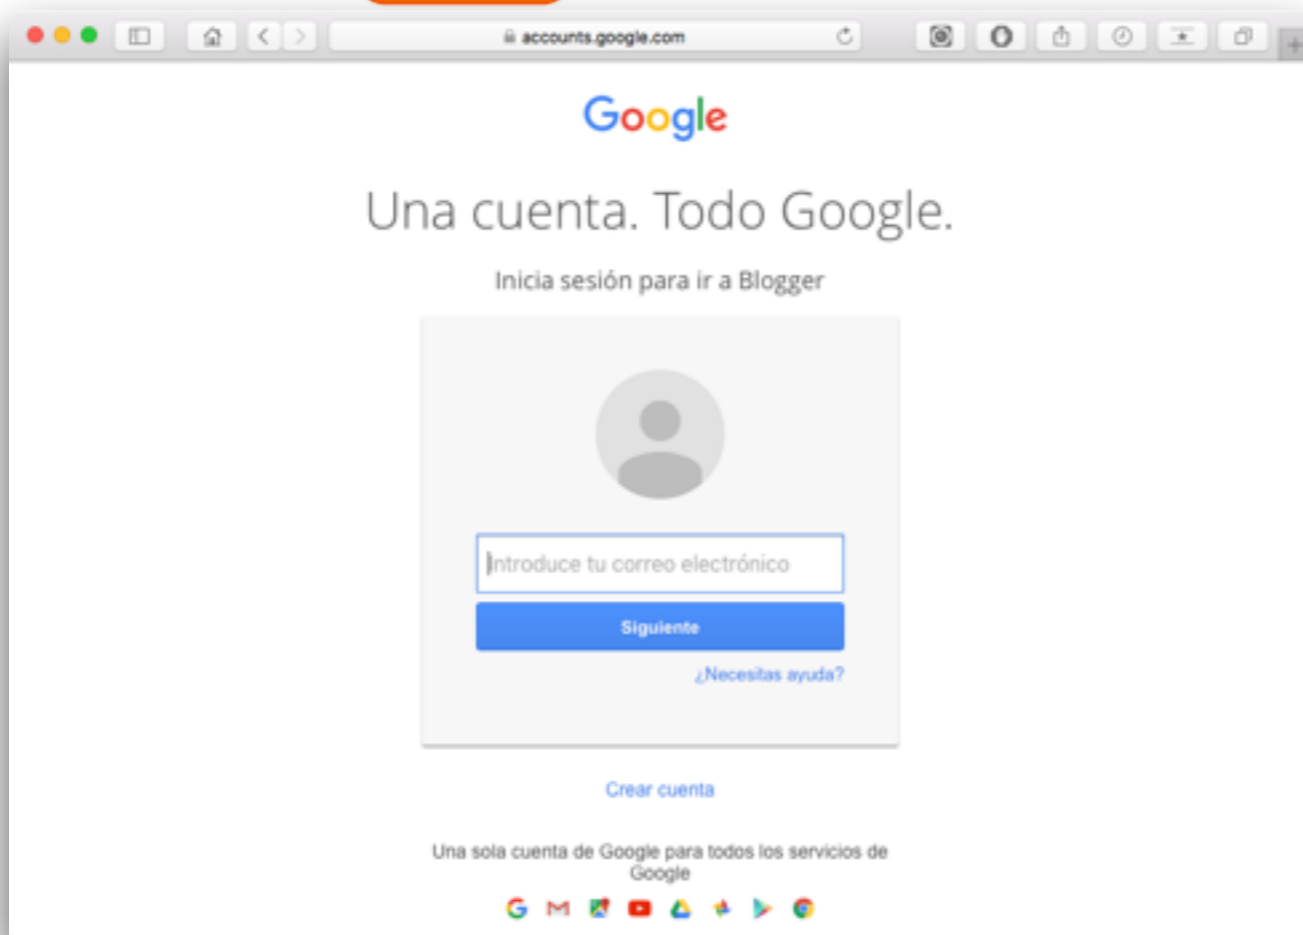 accounts.google.com
Google
Una cuenta. Todo Google.
Inicia sesión para ir a Blogger
Introduce tu correo electrónico
Siguiente
¿Necesitas ayuda?
Crear cuenta
Una sola cuenta de Google para todos los servicios de
Google